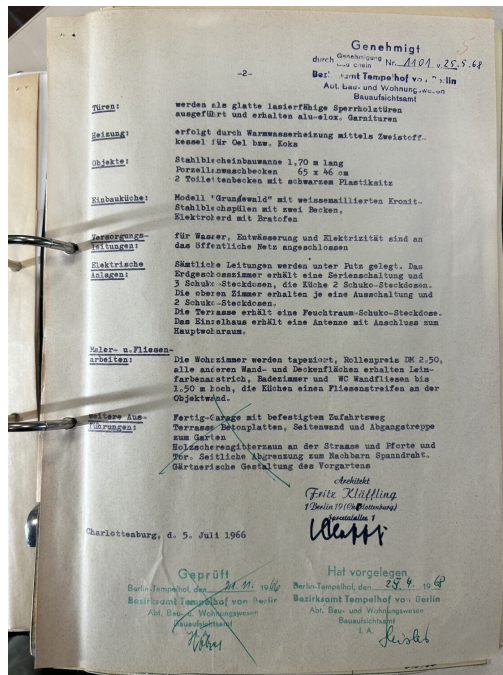 Genehmigt
durch Genehmigung Nr. 1101 v. 25.5.68
Bauschein
Bezirksamt Tempelhof von Berlin
Abt. Bau- und Wohnungswesen
Bauaufsichtsamt
-2-
Türen: werden als glatte lasierfähige Sperrholztüren
ausgeführt und erhalten alu-elox. Garnituren
Heizung: erfolgt durch Warmwasserheizung mittels Zweistoff-
kessel für Oel bzw. Koks
Objekte: Stahlblecheinbauwanne 1,70 m lang
Porzellanwaschbecken 65 x 46 cm
2 Toilettenbecken mit schwarzem Plastiksitz
Einbauküche: Modell "Grunewald" mit weissemaillierten Kronit-
Stahlblechspülen mit zwei Becken,
Elektroherd mit Bratofen
Versorgungs- für Wasser, Entwässerung und Elektrizität sind an
leitungen: das öffentliche Netz angeschlossen
Elektrische Sämtliche Leitungen werden unter Putz gelegt. Das
Anlagen: Erdgeschosszimmer erhält eine Serienschaltung und
3 Schuko-Steckdosen, die Küche 2 Schuko-Steckdosen.
Die oberen Zimmer erhalten je eine Ausschaltung und
2 Schuko-Steckdosen.
Die Terrasse erhält eine Feuchtraum-Schuko-Steckdose.
Das Einzelhaus erhält eine Antenne mit Anschluss zum
Hauptwohnraum.
Maler- u.Fliesen-
arbeiten: Die Wohnzimmer werden tapeziert, Rollenpreis DM 2.50,
alle anderen Wand- und Deckenflächen erhalten Leim-
farbenanstrich, Badezimmer und WC Wandfliesen bis
1.50 m hoch, die Küchen einen Fliesenstreifen an der
Objektwand.
Weitere Aus- Fertig-Garage mit befestigtem Zufahrtsweg
führungen: Terrasse Betonplatten, Seitenwand und Abgangstreppe
zum Garten
Holzscherengitterzaun an der Strasse und Pforte und
Tor. Seitliche Abgrenzung zum Nachbarn Spanndraht.
Gärtnerische Gestaltung des Vorgartens
Architekt
Fritz Kläffling
1 Berlin 19 (Charlottenburg)
Charlottenburg, d. 5. Juli 1966
Geprüft
Berlin-Tempelhof, den 21. 11. 1966
Bezirksamt Tempelhof von Berlin
Abt. Bau- u. Wohnungswesen
Bauaufsichtsamt
Hat vorgelegen
Berlin-Tempelhof, den 25. 4. 1968
Bezirksamt Tempelhof von Berlin
Abt. Bau- und Wohnungswesen
Bauaufsichtsamt
I. A.